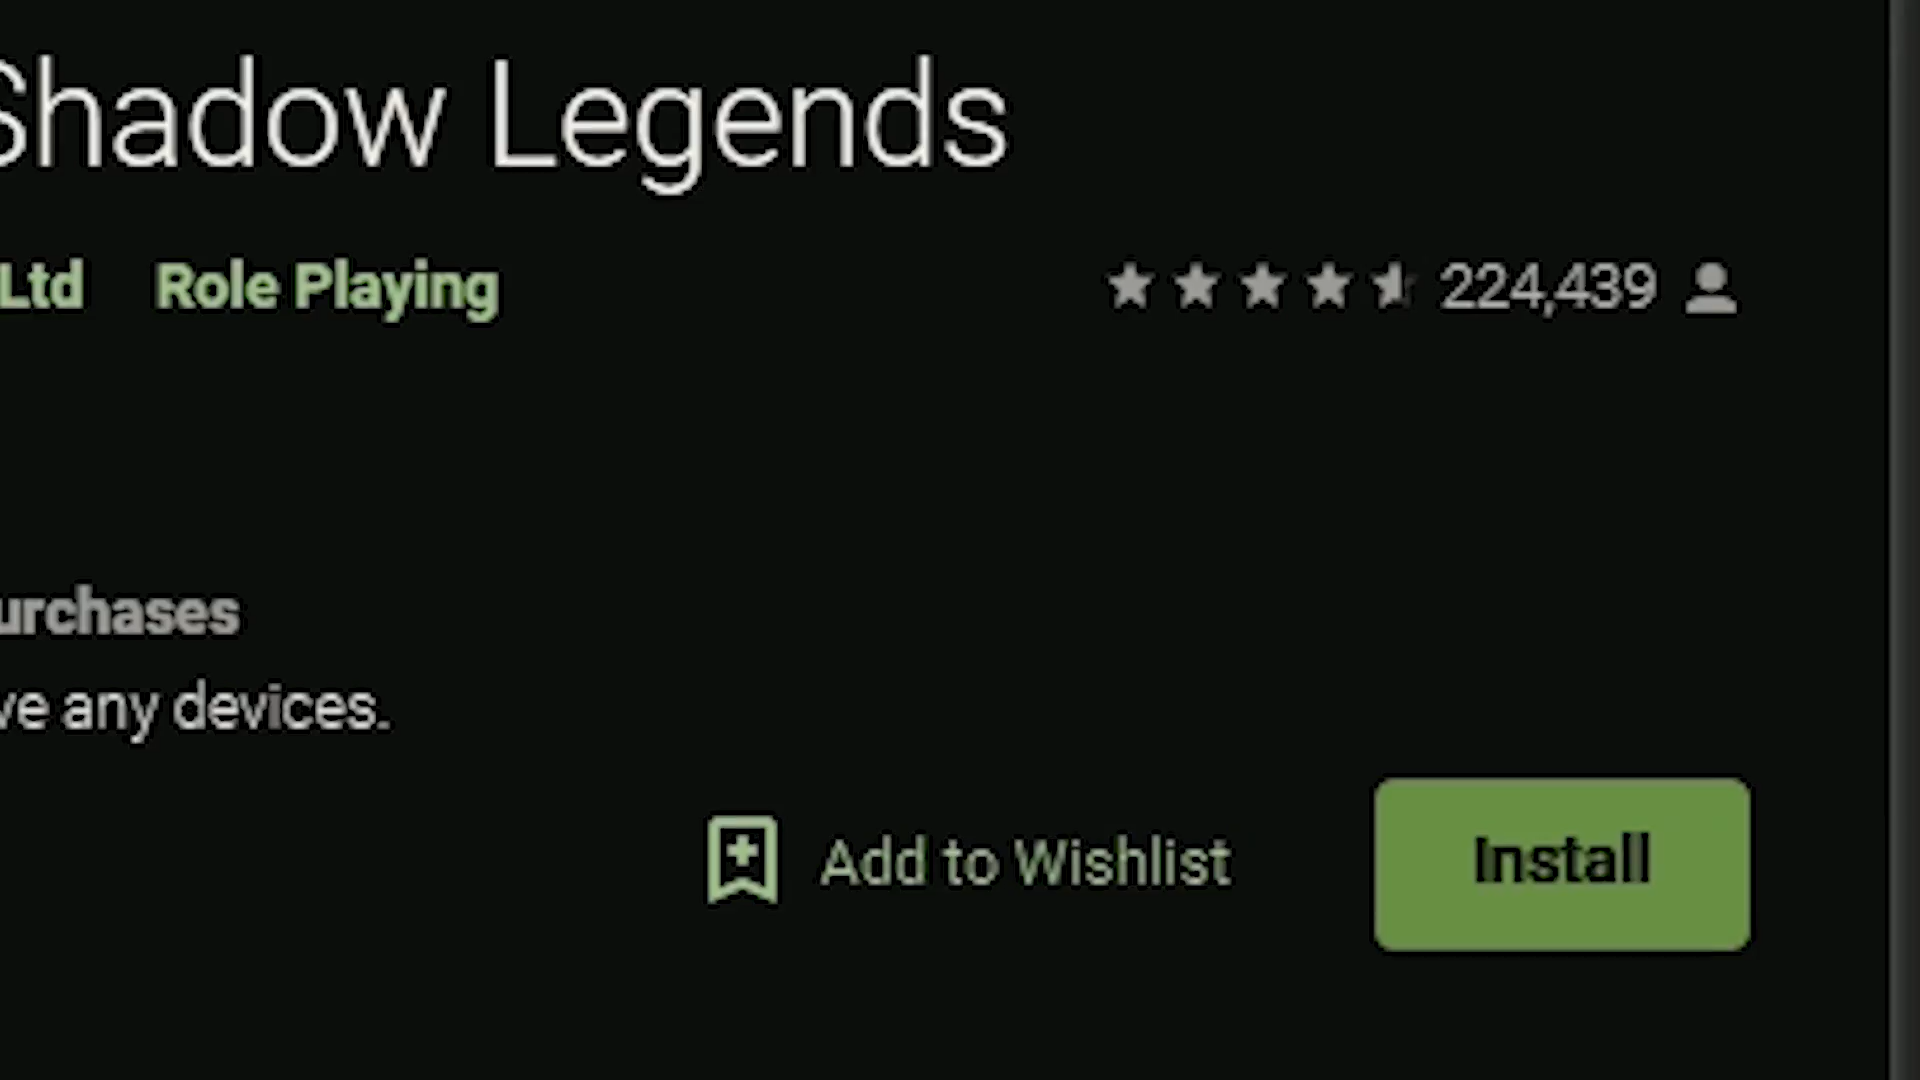 Shadow Legends
Ltd Role Playing 224,439
urchases
ve any devices.
Add to Wishlist Install